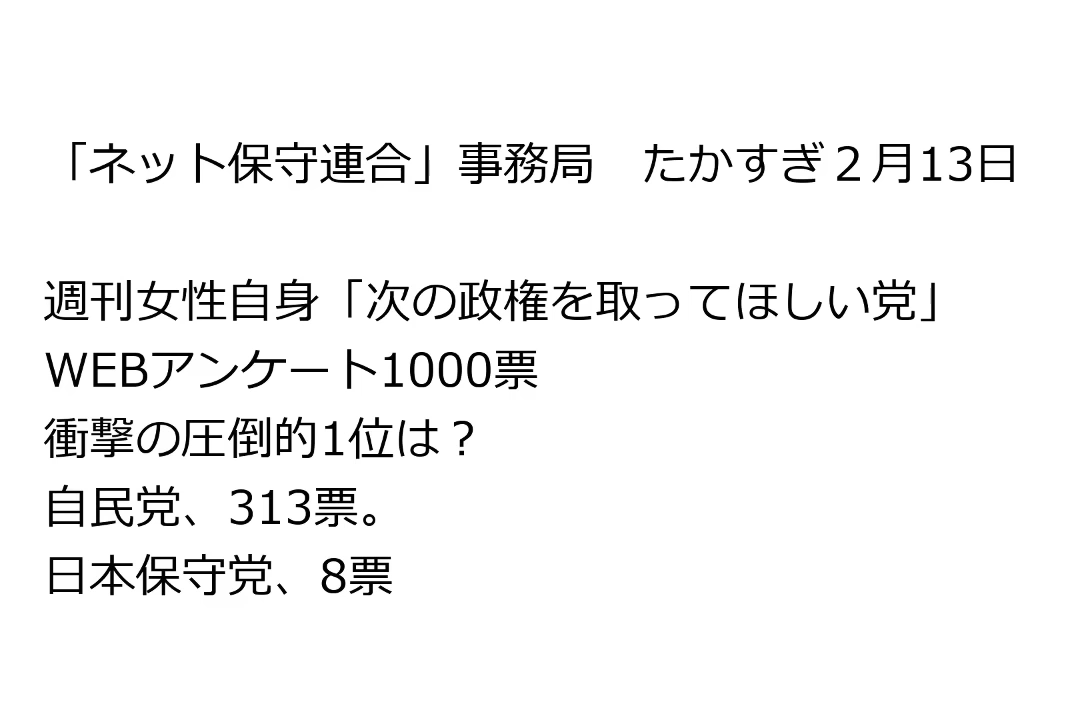 「ネット保守連合」事務局　たかすぎ２月13日
週刊女性自身「次の政権を取ってほしい党」
WEBアンケート1000票
衝撃の圧倒的1位は？
自民党、313票。
日本保守党、8票